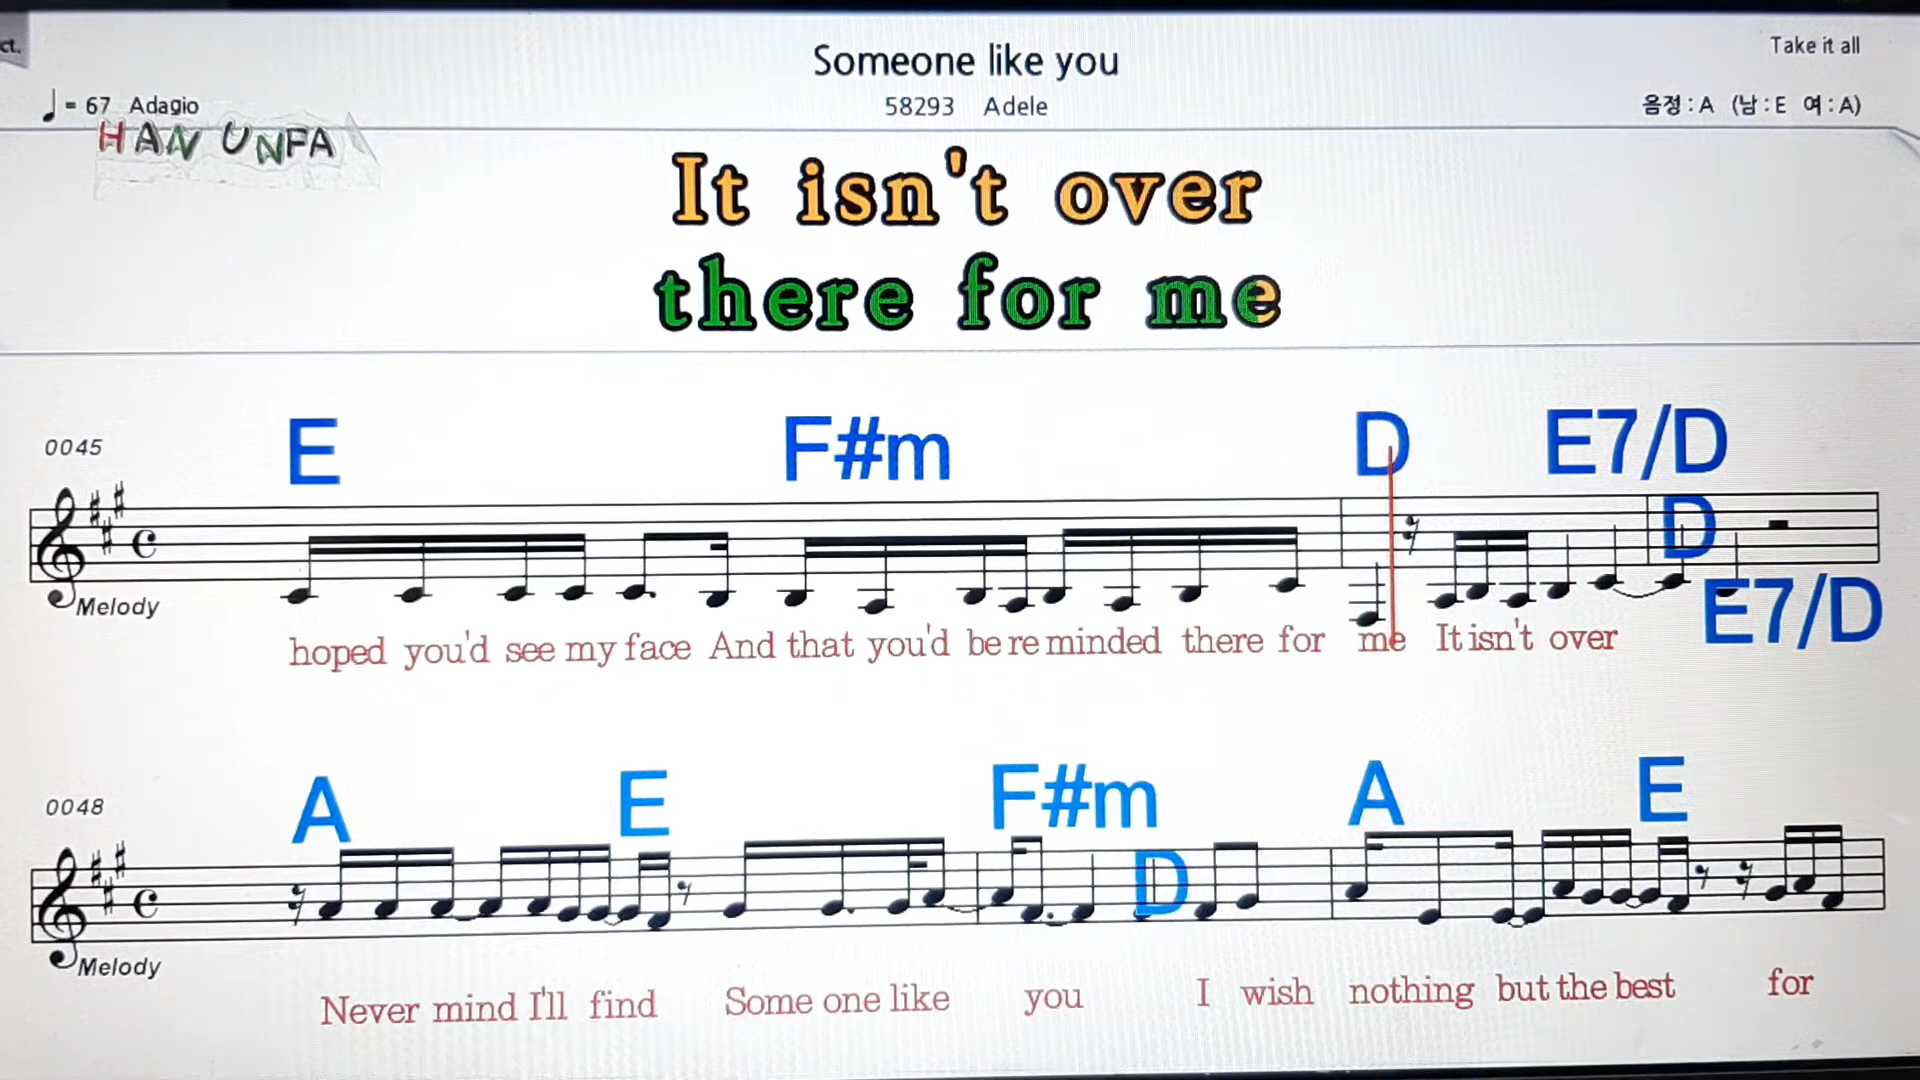 ct.
Someone like you
Take it all
= 67 Adagio
58293 Adele
음정 : A (남 : E 여 : A)
HAN UNFA
It isn't over
there for me
E F#m D E7/D
0045
D
E7/D
Melody
hoped you'd see my face And that you'd be re minded there for me It isn't over
A E F#m A E
0048
D
Melody
Never mind I'll find Some one like you I wish nothing but the best for